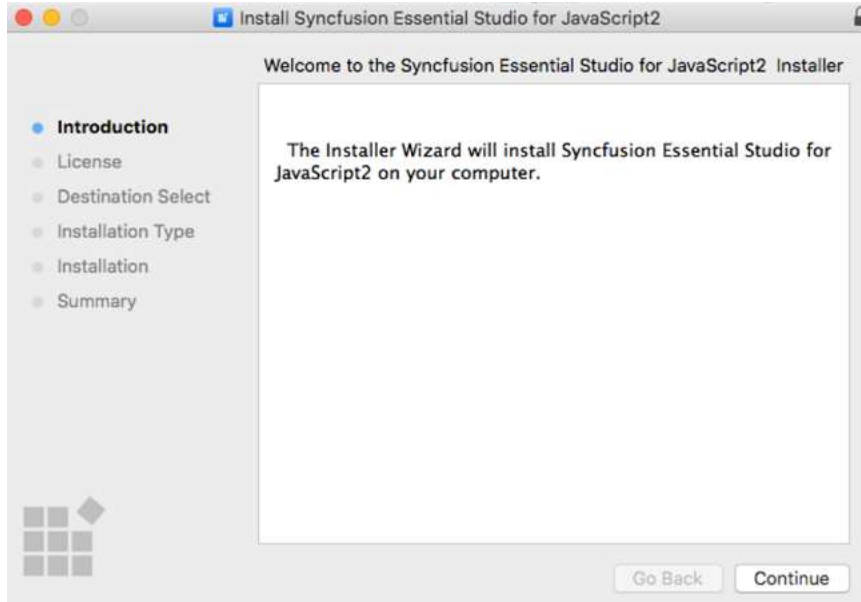 Install Syncfusion Essential Studio for JavaScript2
Welcome to the Syncfusion Essential Studio for JavaScript2 Installer
Introduction
License
Destination Select
Installation Type
Installation
Summary
The Installer Wizard will install Syncfusion Essential Studio for
JavaScript2 on your computer.
Go Back
Continue